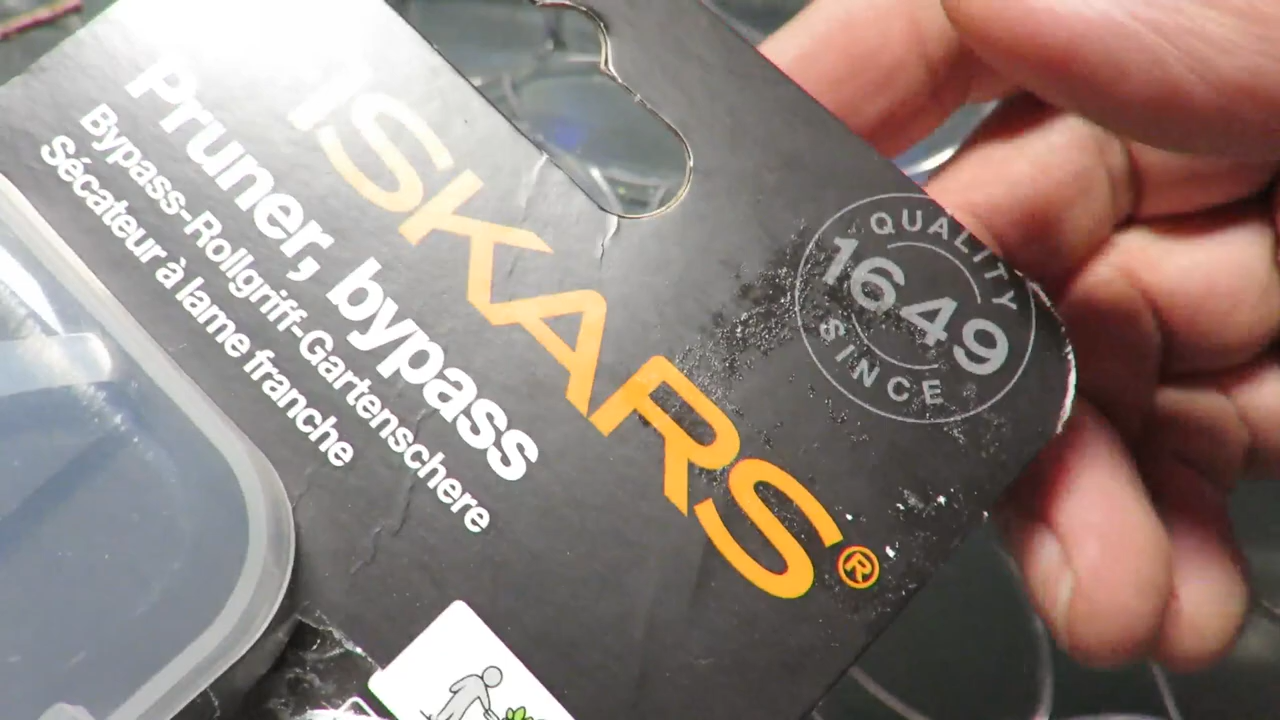 ISKARS®
Pruner, bypass
Bypass-Rollgriff-Gartenschere
Sécateur à lame franche
QUALITY
1649
SINCE